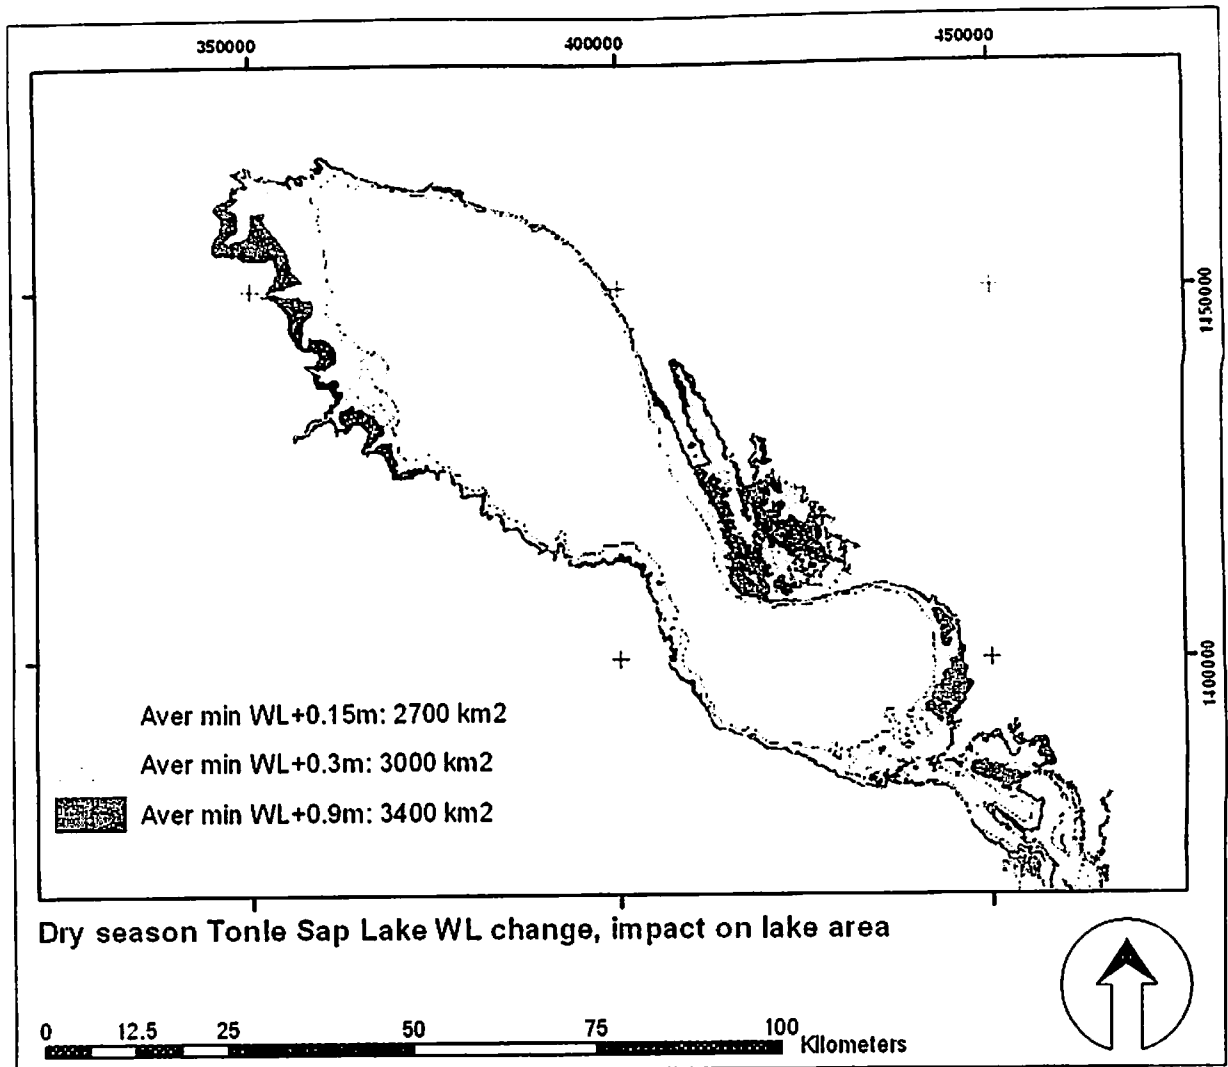 350000 400000 450000
1450000
1400000
Aver min WL+0.15m: 2700 km2
Aver min WL+0.3m: 3000 km2
Aver min WL+0.9m: 3400 km2
Dry season Tonle Sap Lake WL change, impact on lake area
0 12.5 25 50 75 100
Kilometers